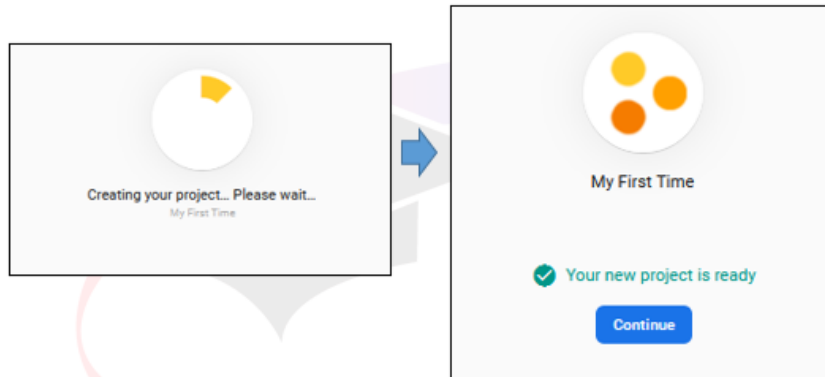 Creating your project... Please wait...
My First Time
My First Time
Your new project is ready
Continue